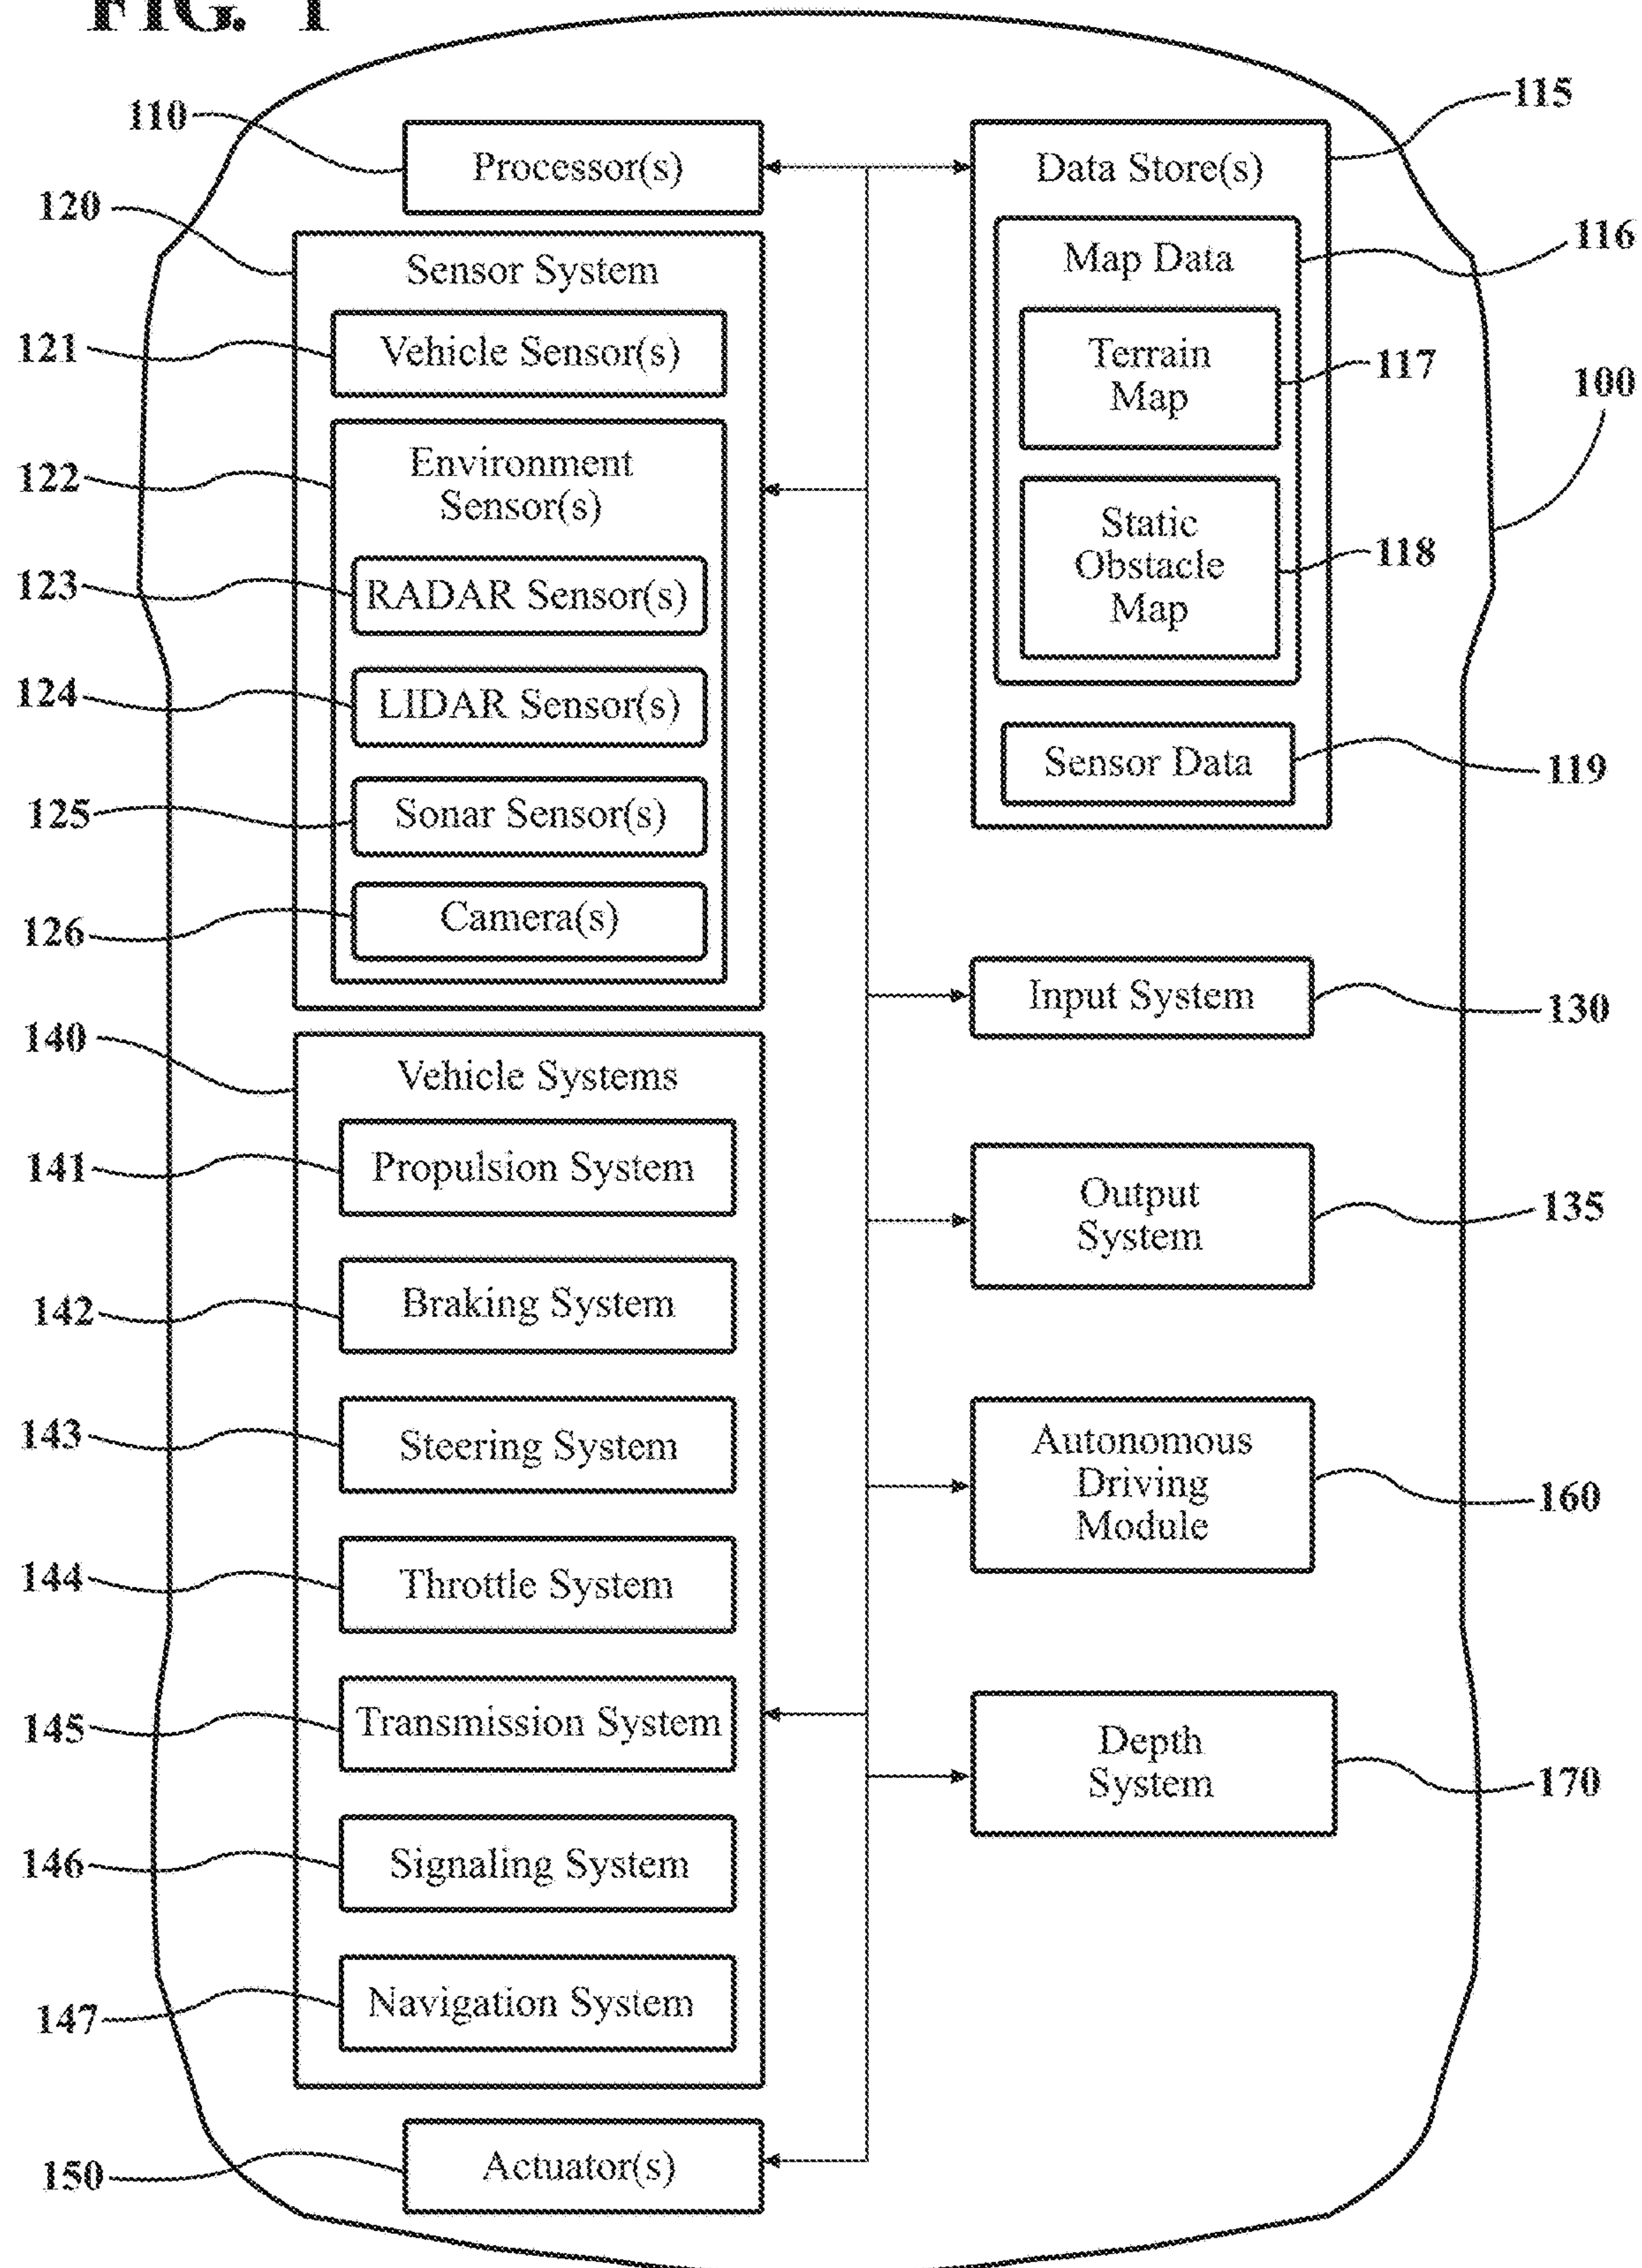 FIG. 1
110
Processor(s)
120
Sensor System
121
Vehicle Sensor(s)
122
Environment
Sensor(s)
123
RADAR Sensor(s)
124
LIDAR Sensor(s)
125
Sonar Sensor(s)
126
Camera(s)
140
Vehicle Systems
141
Propulsion System
142
Braking System
143
Steering System
144
Throttle System
145
Transmission System
146
Signaling System
147
Navigation System
150
Actuator(s)
115
Data Store(s)
116
Map Data
117
Terrain
Map
100
118
Static
Obstacle
Map
119
Sensor Data
130
Input System
135
Output
System
160
Autonomous
Driving
Module
170
Depth
System